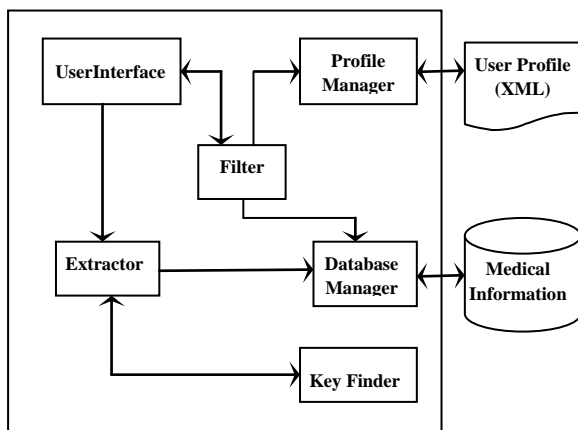 UserInterface
Profile
Manager
User Profile
(XML)
Filter
Extractor
Database
Manager
Medical
Information
Key Finder